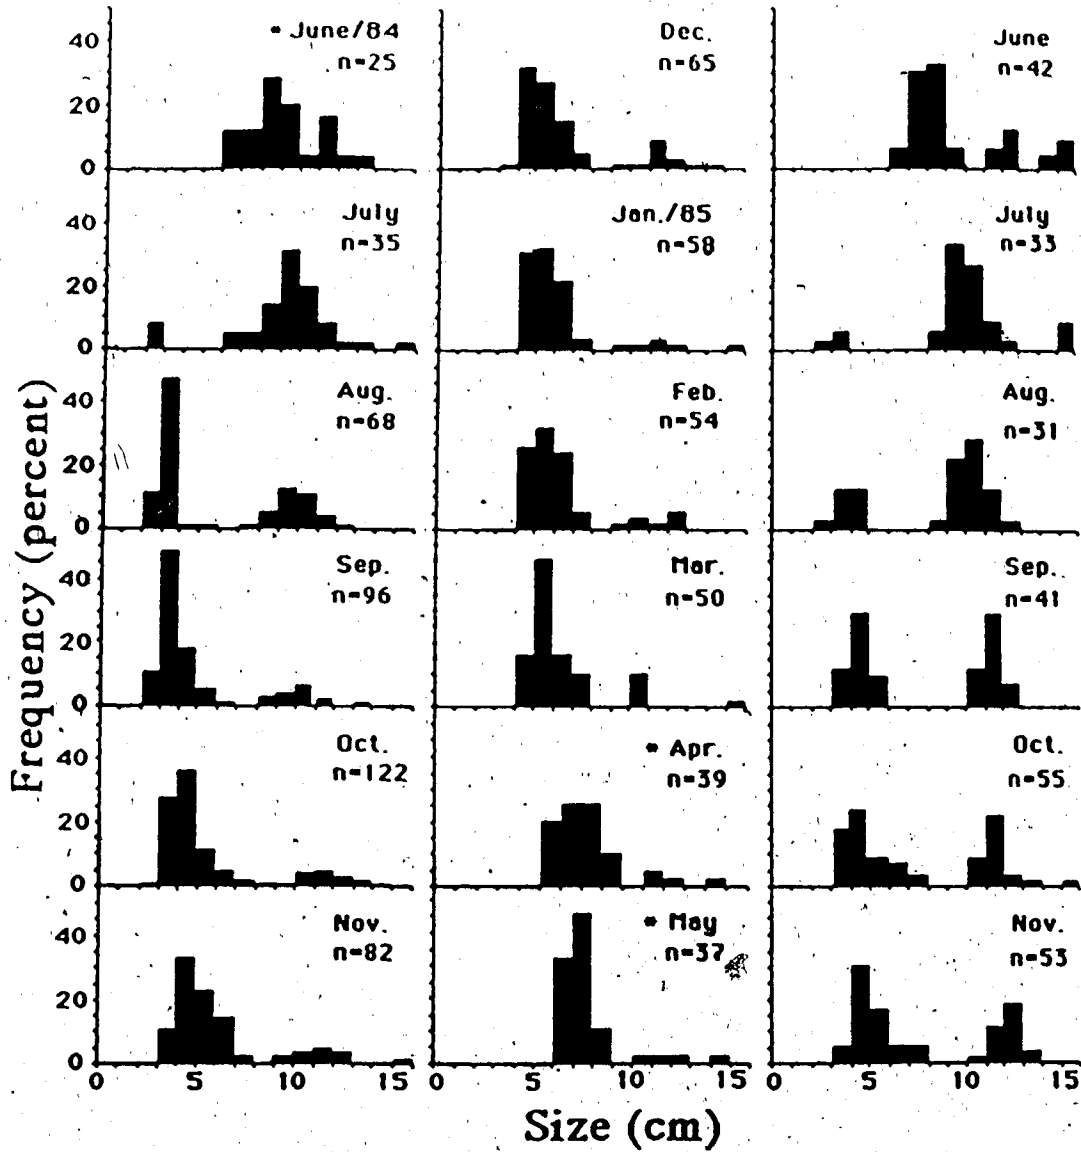 * June/84
n=25
Dec.
n=65
June
n=42
40
20
0
July
n=35
Jan./85
n=58
July
n=33
40
20
0
Aug.
n=68
Feb.
n=54
Aug.
n=31
40
20
0
Sep.
n=96
Mar.
n=50
Sep.
n=41
40
20
0
Oct.
n=122
* Apr.
n=39
Oct.
n=55
40
20
0
Nov.
n=82
* May
n=37
Nov.
n=53
40
20
0
0 5 10 15
0 5 10 15
0 5 10 15
Frequency (percent)
Size (cm)